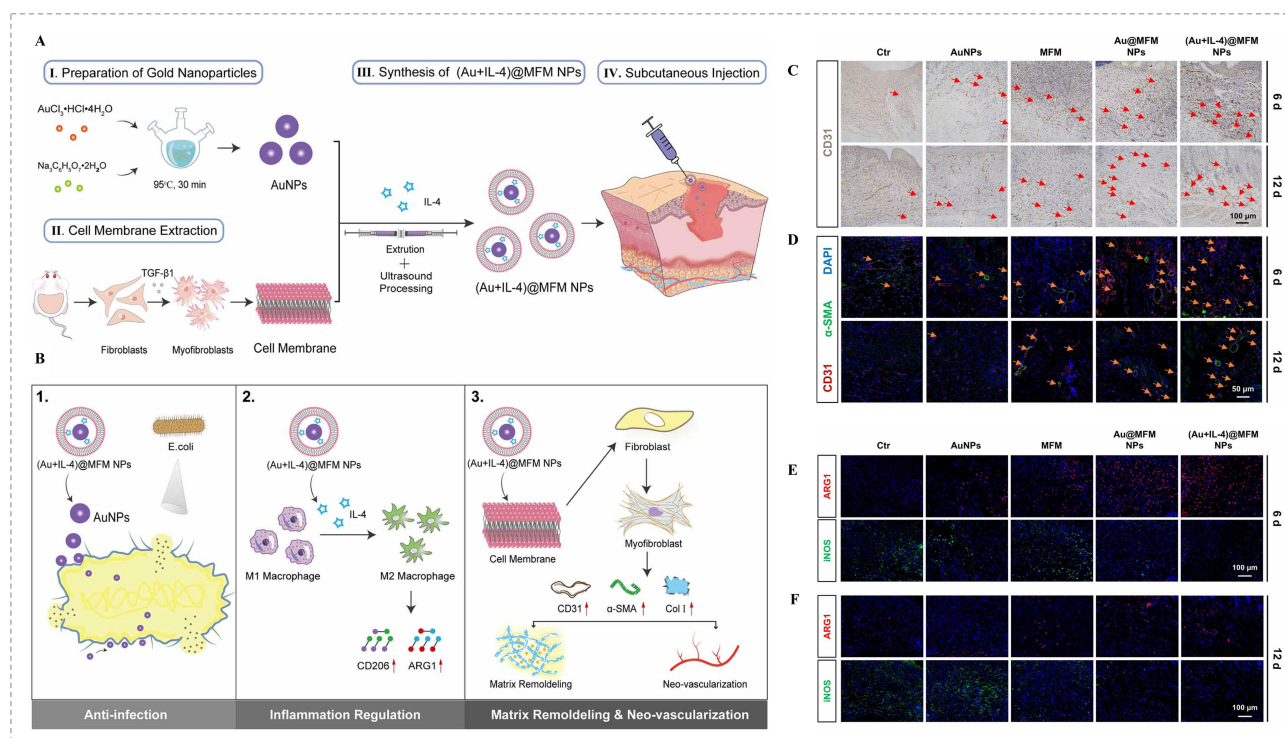 A
I. Preparation of Gold Nanoparticles
AuCl3•HCl•4H2O
Na3C6H5O7•2H2O
95℃, 30 min
AuNPs
II. Cell Membrane Extraction
TGF-β1
Fibroblasts
Myofibroblasts
Cell Membrane
III. Synthesis of (Au+IL-4)@MFM NPs
IL-4
Extrution
+
Ultrasound
Processing
(Au+IL-4)@MFM NPs
IV. Subcutaneous Injection
B
1.
(Au+IL-4)@MFM NPs
E.coli
AuNPs
Anti-infection
2.
(Au+IL-4)@MFM NPs
IL-4
M1 Macrophage
M2 Macrophage
CD206
ARG1
Inflammation Regulation
3.
(Au+IL-4)@MFM NPs
Cell Membrane
Fibroblast
Myofibroblast
CD31
α-SMA
Col I
Matrix Remoldeling
Neo-vascularization
Matrix Remoldeling & Neo-vascularization
C
Ctr
AuNPs
MFM
Au@MFM
NPs
(Au+IL-4)@MFM
NPs
CD31
6 d
12 d
100 μm
D
CD31 α-SMA DAPI
6 d
12 d
50 μm
E
Ctr
AuNPs
MFM
Au@MFM
NPs
(Au+IL-4)@MFM
NPs
ARG1
iNOS
6 d
100 μm
F
ARG1
iNOS
12 d
100 μm